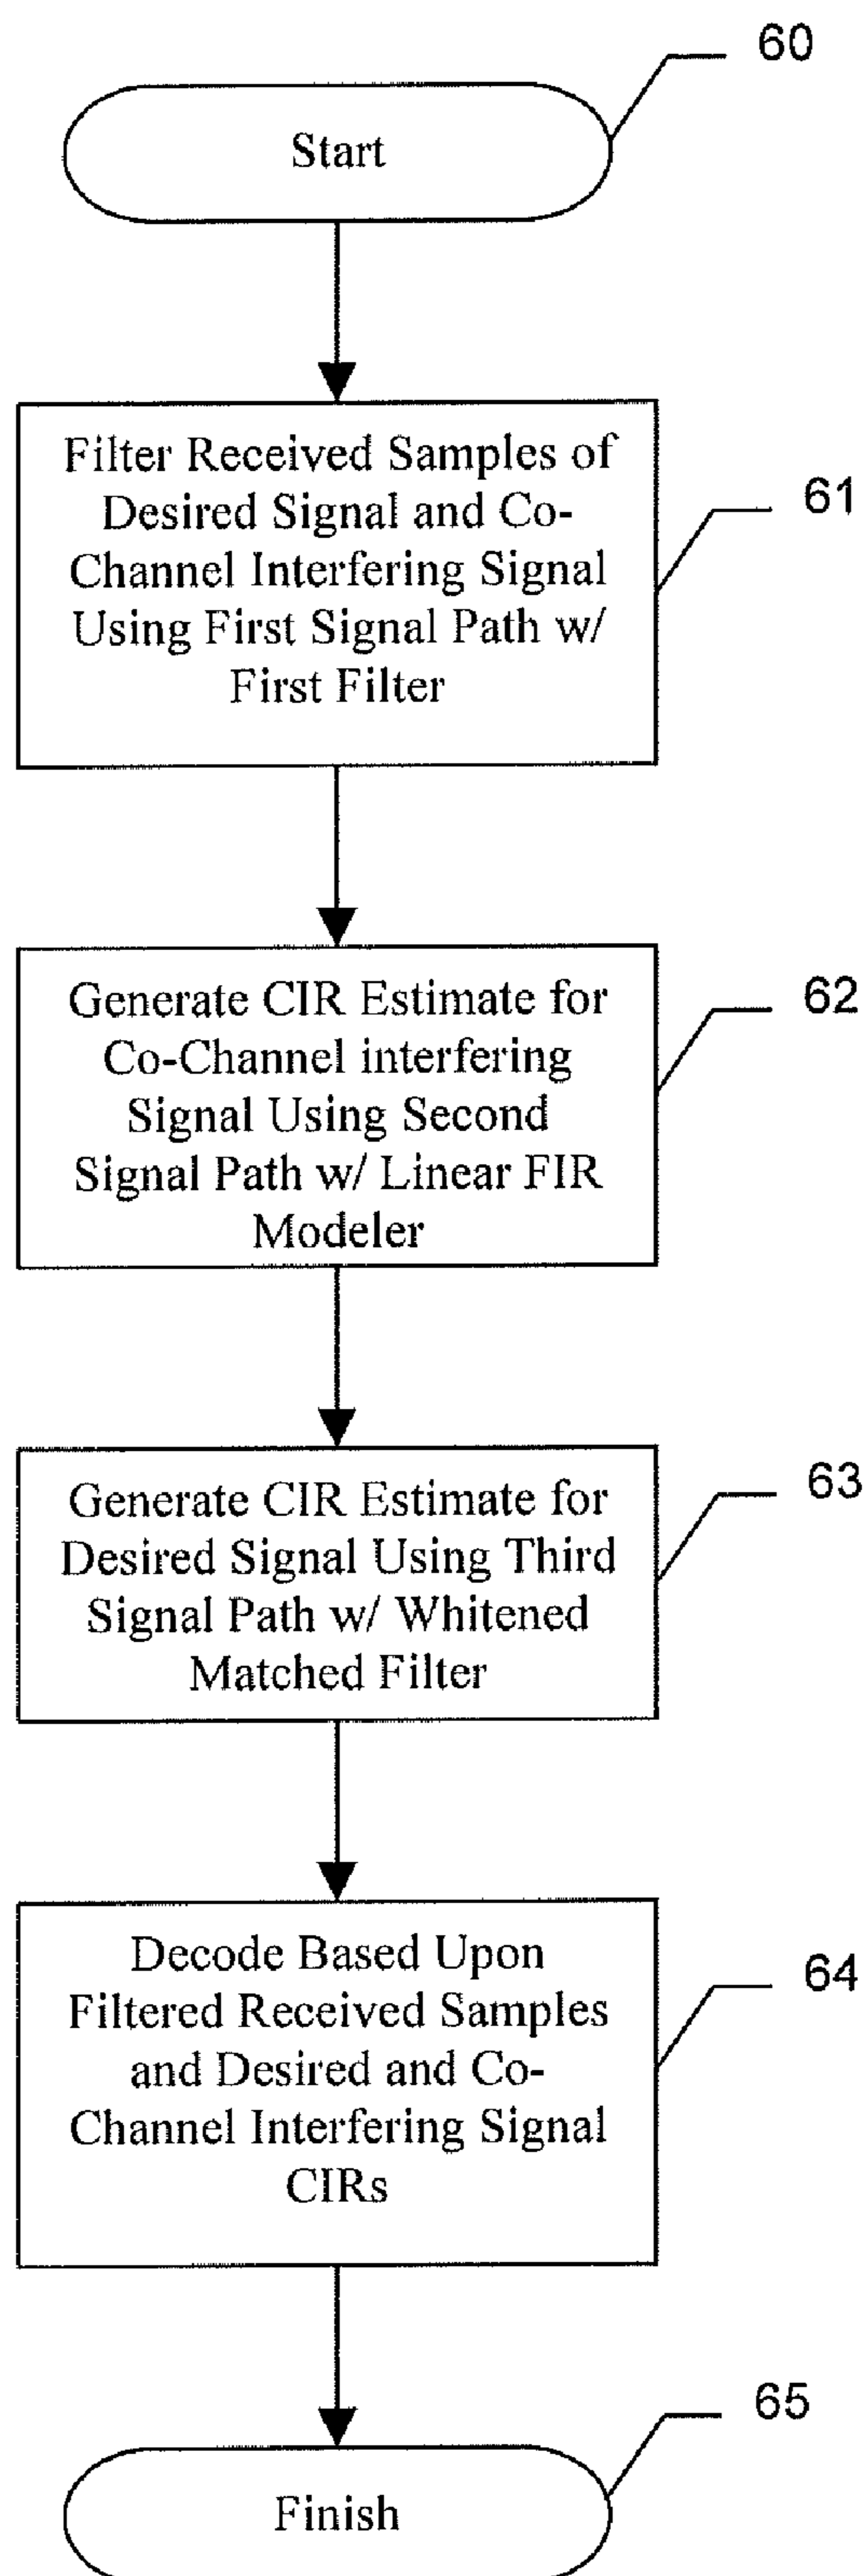 60
Start
Filter Received Samples of
Desired Signal and Co-
Channel Interfering Signal
Using First Signal Path w/
First Filter
61
Generate CIR Estimate for
Co-Channel interfering
Signal Using Second
Signal Path w/ Linear FIR
Modeler
62
Generate CIR Estimate for
Desired Signal Using Third
Signal Path w/ Whitened
Matched Filter
63
Decode Based Upon
Filtered Received Samples
and Desired and Co-
Channel Interfering Signal
CIRs
64
65
Finish